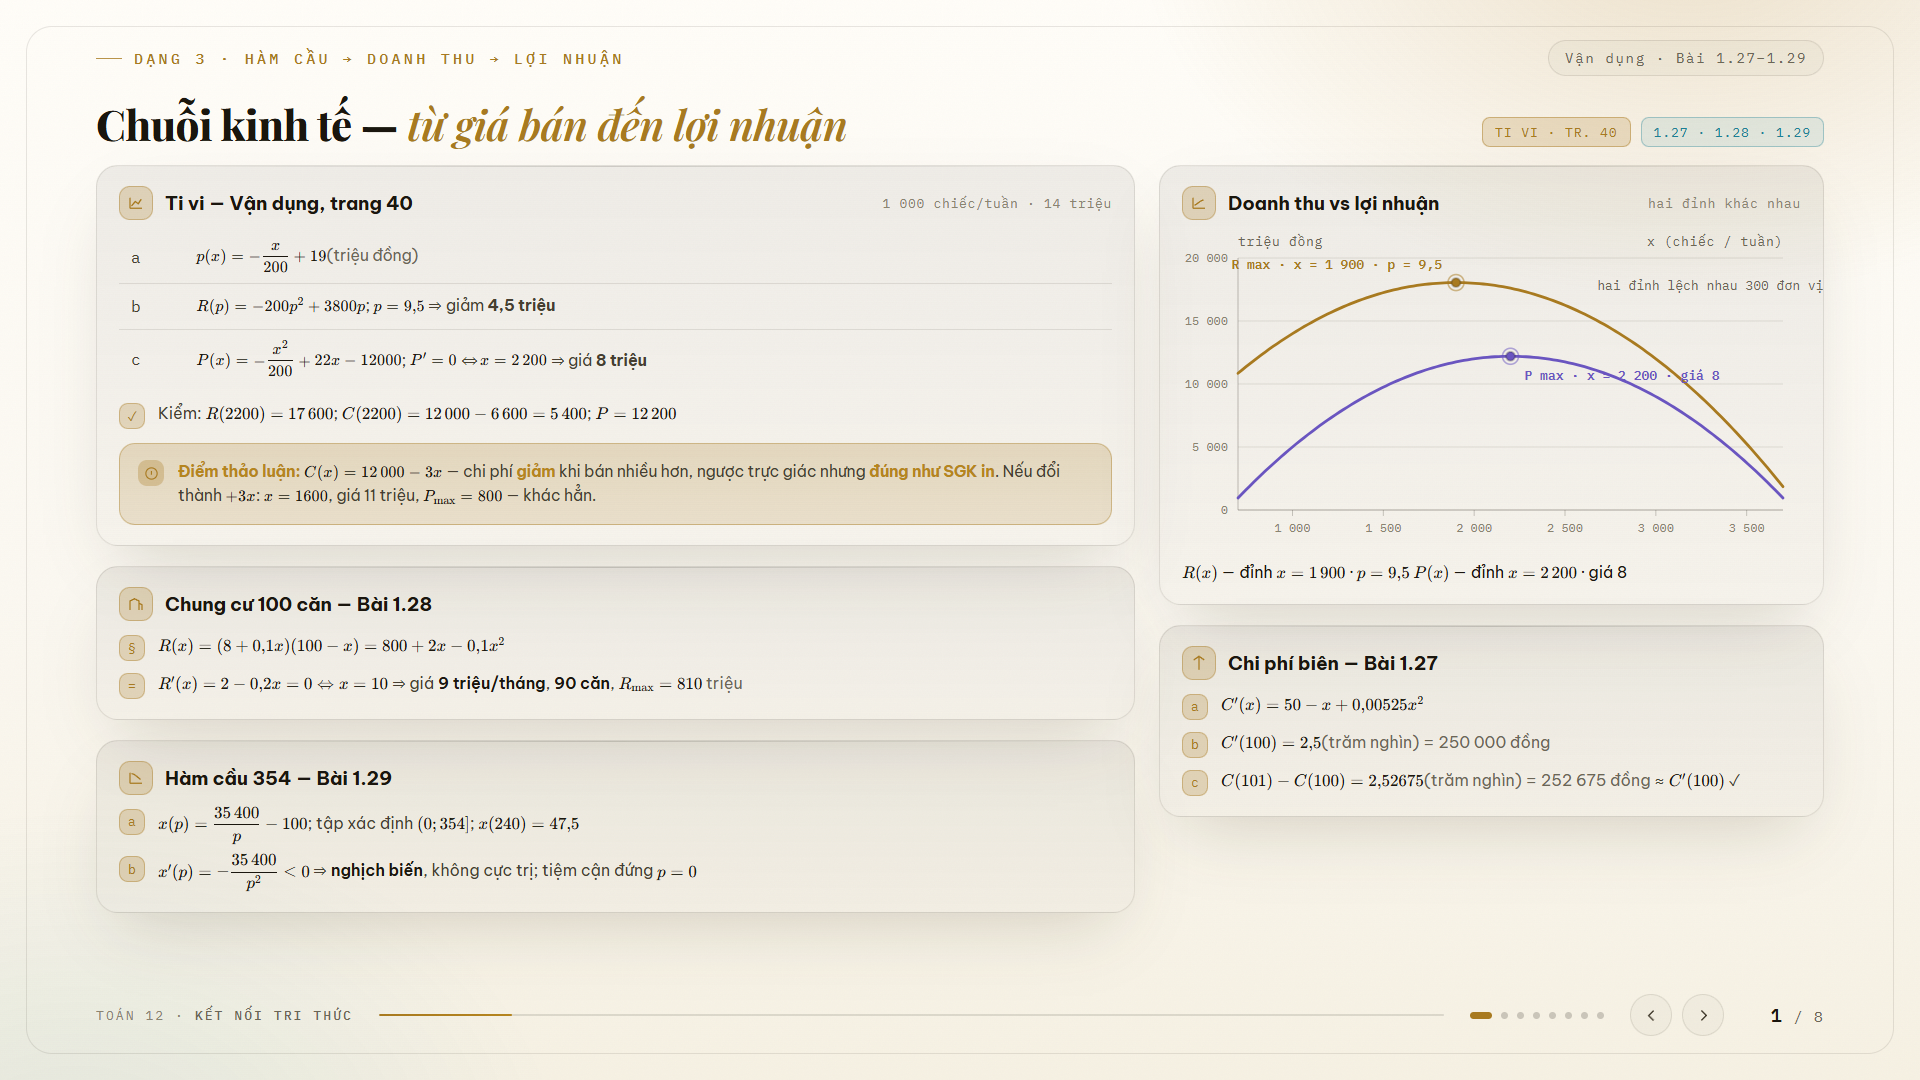 DẠNG 3 · HÀM CẦU → DOANH THU → LỢI NHUẬN
Vận dụng · Bài 1.27–1.29
Chuỗi kinh tế — từ giá bán đến lợi nhuận
TI VI · TR. 40
1.27 · 1.28 · 1.29
Ti vi — Vận dụng, trang 40
1 000 chiếc/tuần · 14 triệu
a p(x) = −x/200 + 19(triệu đồng)
b R(p) = −200p² + 3800p; p = 9,5 ⇒ giảm 4,5 triệu
c P(x) = −x²/200 + 22x − 12000; P′ = 0 ⇔ x = 2 200 ⇒ giá 8 triệu
✓ Kiểm: R(2200) = 17 600; C(2200) = 12 000 − 6 600 = 5 400; P = 12 200
Điểm thảo luận: C(x) = 12 000 − 3x — chi phí giảm khi bán nhiều hơn, ngược trực giác nhưng đúng như SGK in. Nếu đổi
thành +3x: x = 1600, giá 11 triệu, Pmax = 800 — khác hẳn.
Chung cư 100 căn — Bài 1.28
§ R(x) = (8 + 0,1x)(100 − x) = 800 + 2x − 0,1x²
= R′(x) = 2 − 0,2x = 0 ⇔ x = 10 ⇒ giá 9 triệu/tháng, 90 căn, Rmax = 810 triệu
Hàm cầu 354 — Bài 1.29
a x(p) = 35 400/p − 100; tập xác định (0; 354]; x(240) = 47,5
b x′(p) = −35 400/p² < 0 ⇒ nghịch biến, không cực trị; tiệm cận đứng p = 0
Doanh thu vs lợi nhuận
hai đỉnh khác nhau
triệu đồng
x (chiếc / tuần)
20 000
R max · x = 1 900 · p = 9,5
hai đỉnh lệch nhau 300 đơn vị
15 000
P max · x = 2 200 · giá 8
10 000
5 000
0
1 000 1 500 2 000 2 500 3 000 3 500
R(x) — đỉnh x = 1 900 · p = 9,5 P(x) — đỉnh x = 2 200 · giá 8
Chi phí biên — Bài 1.27
a C′(x) = 50 − x + 0,00525x²
b C′(100) = 2,5(trăm nghìn) = 250 000 đồng
c C(101) − C(100) = 2,52675(trăm nghìn) = 252 675 đồng ≈ C′(100) ✓
TOÁN 12 · KẾT NỐI TRI THỨC
1 / 8